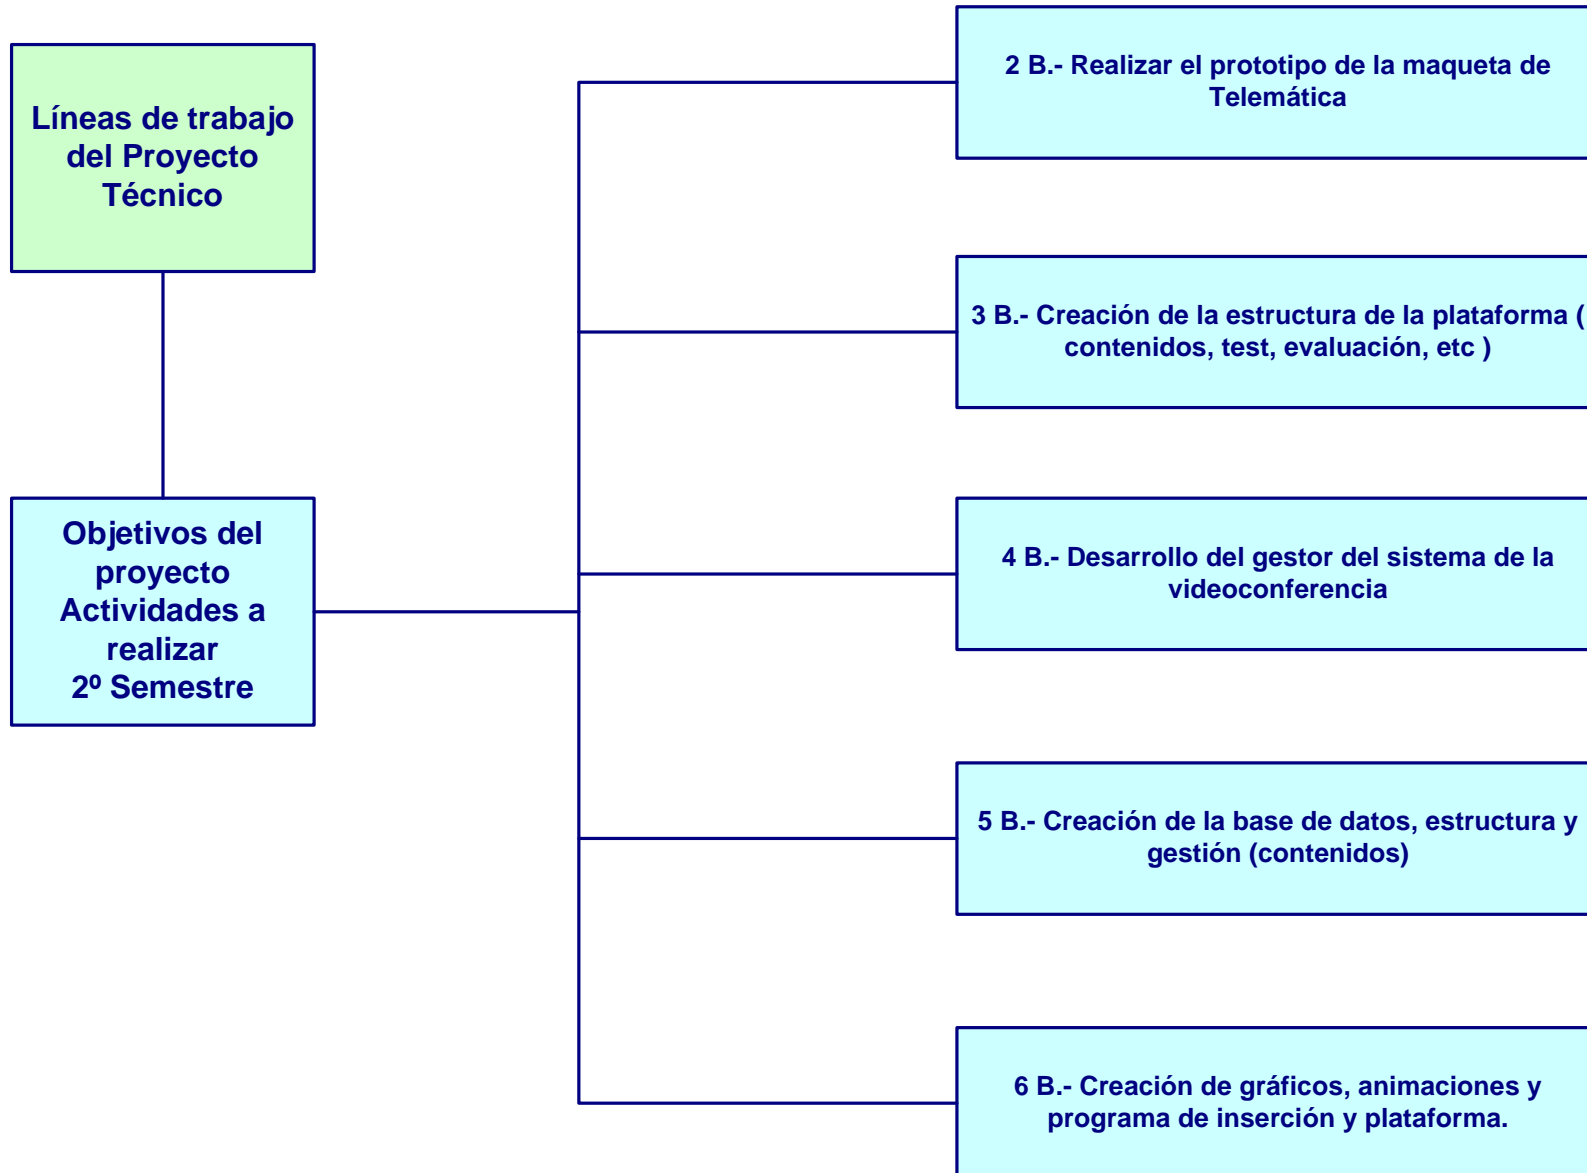 Líneas de trabajo
del Proyecto
Técnico
Objetivos del
proyecto
Actividades a
realizar
2º Semestre
2 B.- Realizar el prototipo de la maqueta de
Telemática
3 B.- Creación de la estructura de la plataforma (
contenidos, test, evaluación, etc )
4 B.- Desarrollo del gestor del sistema de la
videoconferencia
5 B.- Creación de la base de datos, estructura y
gestión (contenidos)
6 B.- Creación de gráficos, animaciones y
programa de inserción y plataforma.